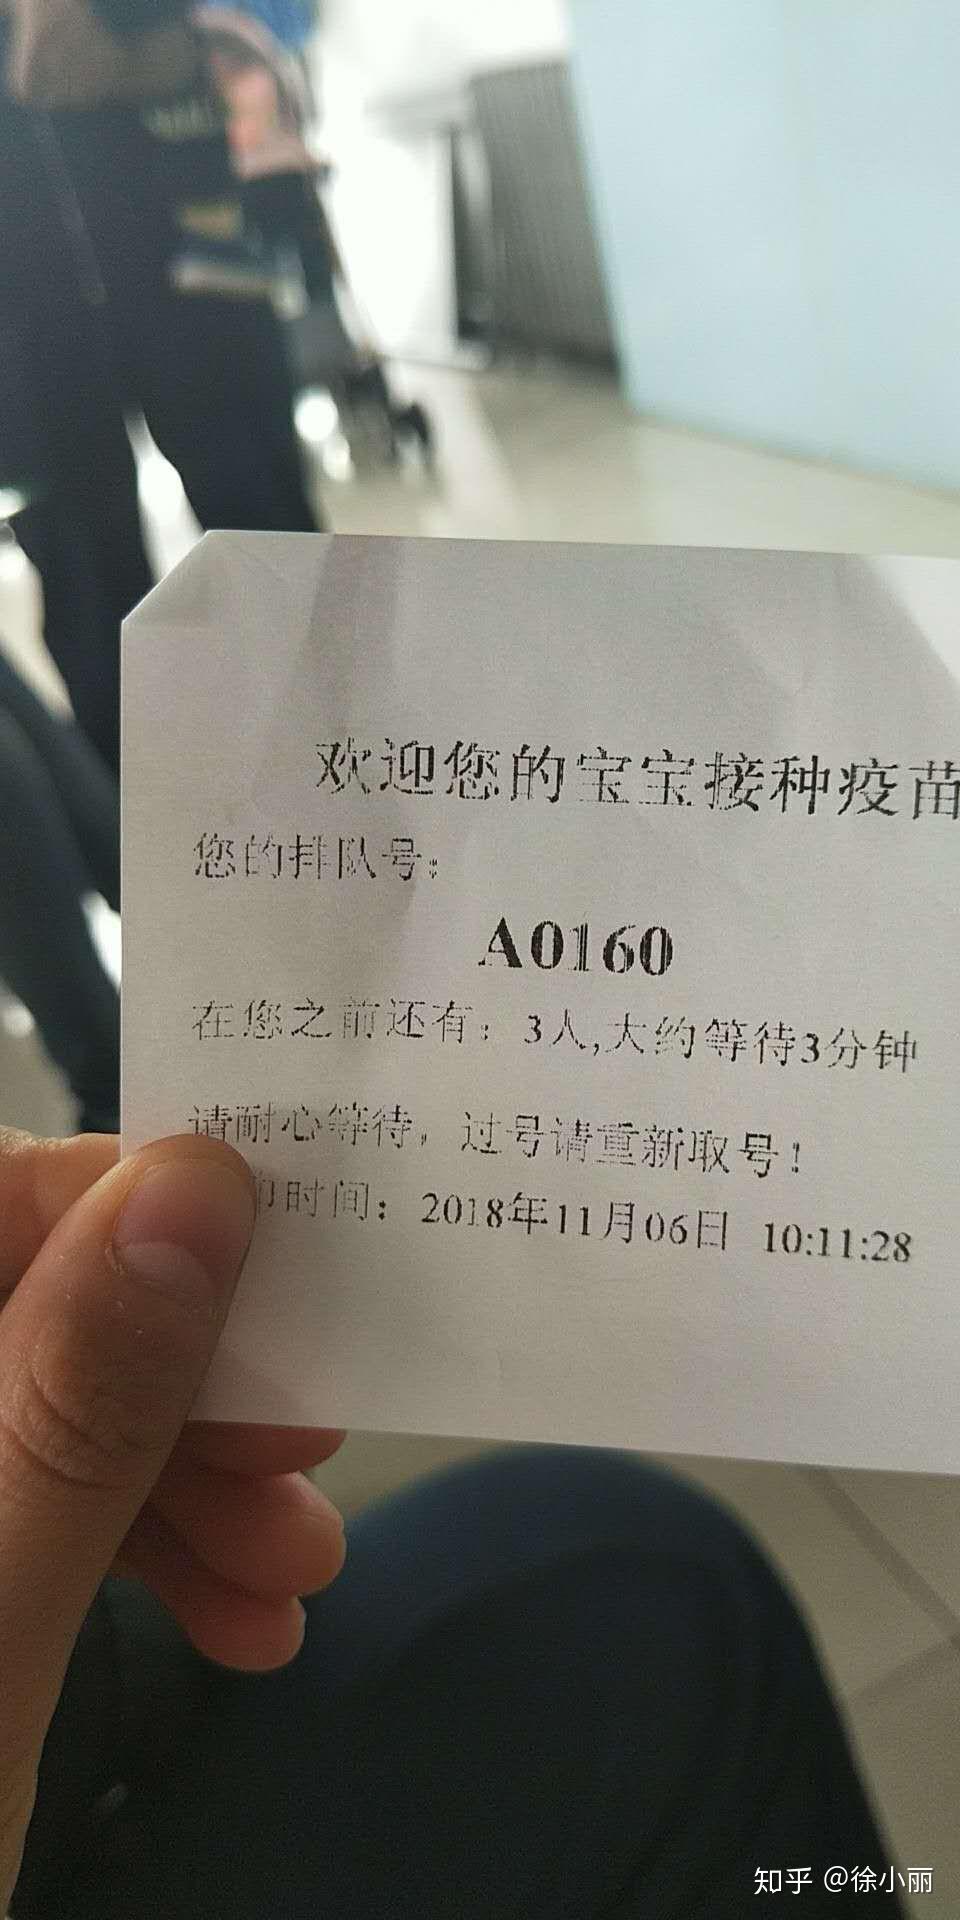 欢迎您的宝宝接种疫苗
您的排队号：
A0160
在您之前还有：3人,大约等待3分钟
请耐心等待，过号请重新取号！
印时间：2018年11月06日 10:11:28
知乎 @徐小丽